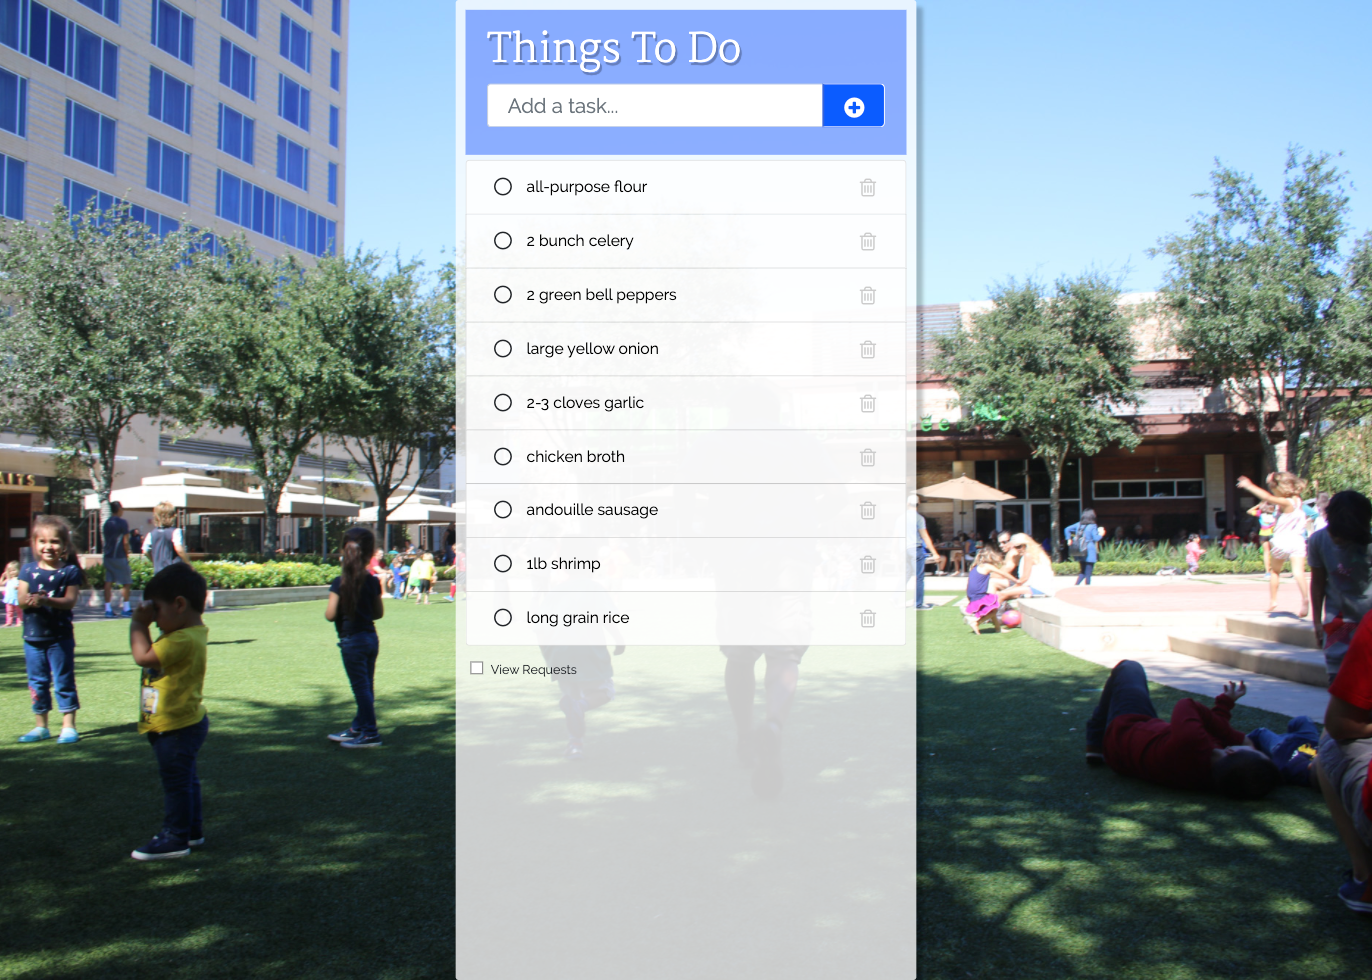 Things To Do
Add a task...
all-purpose flour
2 bunch celery
2 green bell peppers
large yellow onion
2-3 cloves garlic
chicken broth
andouille sausage
1lb shrimp
long grain rice
View Requests